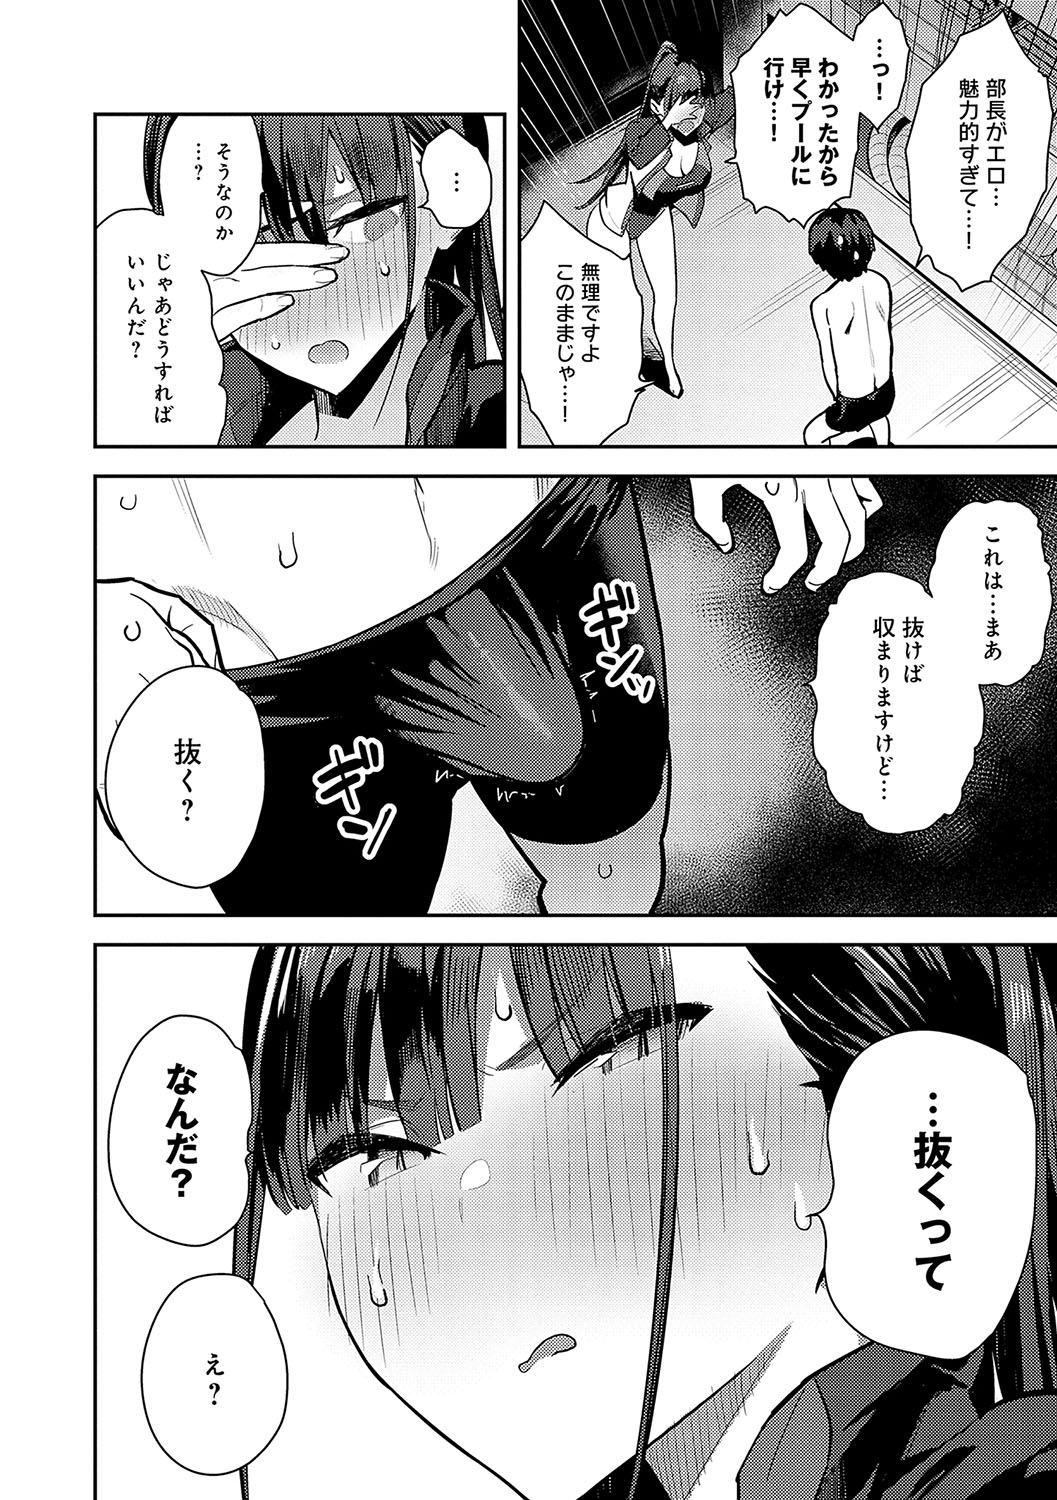 部長がエロ…
魅力的すぎて…！
…っ！
わかったから
早くプールに
行け…！
無理ですよ
このままじゃ…！
…
そうなのか
…？
じゃあどうすれば
いいんだ？
これは…まあ
抜けば
収まりますけど…
ギンッ
ギンッ
抜く？
…抜くって
なんだ？
え？